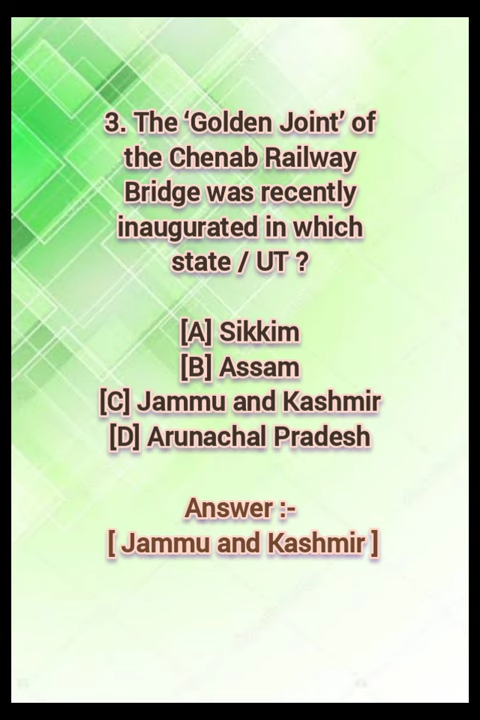 3. The ‘Golden Joint’ of
the Chenab Railway
Bridge was recently
inaugurated in which
state / UT ?
[A] Sikkim
[B] Assam
[C] Jammu and Kashmir
[D] Arunachal Pradesh
Answer :-
[ Jammu and Kashmir ]